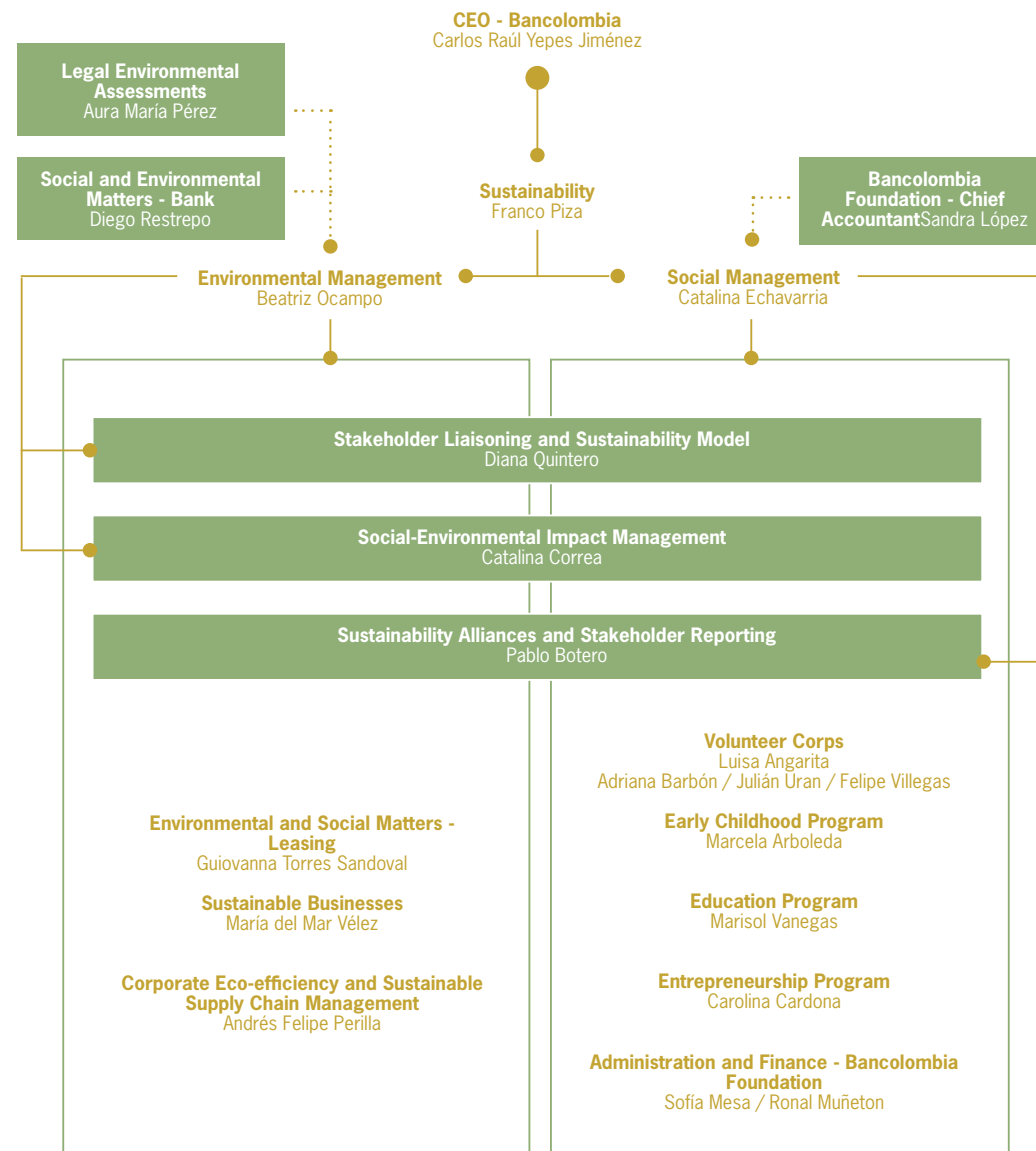 CEO - Bancolombia
Carlos Raúl Yepes Jiménez
Legal Environmental
Assessments
Aura María Pérez
Social and Environmental
Matters - Bank
Diego Restrepo
Sustainability
Franco Piza
Bancolombia
Foundation - Chief
AccountantSandra López
Environmental Management
Beatriz Ocampo
Social Management
Catalina Echavarria
Stakeholder Liaisoning and Sustainability Model
Diana Quintero
Social-Environmental Impact Management
Catalina Correa
Sustainability Alliances and Stakeholder Reporting
Pablo Botero
Environmental and Social Matters -
Leasing
Guiovanna Torres Sandoval
Sustainable Businesses
María del Mar Vélez
Corporate Eco-efficiency and Sustainable
Supply Chain Management
Andrés Felipe Perilla
Volunteer Corps
Luisa Angarita
Adriana Barbón / Julián Uran / Felipe Villegas
Early Childhood Program
Marcela Arboleda
Education Program
Marisol Vanegas
Entrepreneurship Program
Carolina Cardona
Administration and Finance - Bancolombia
Foundation
Sofía Mesa / Ronal Muñeton